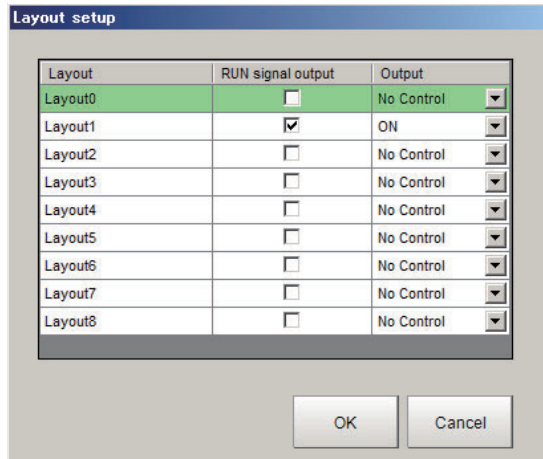 Layout setup
Layout RUN signal output Output
Layout0 No Control
Layout1 ON
Layout2 No Control
Layout3 No Control
Layout4 No Control
Layout5 No Control
Layout6 No Control
Layout7 No Control
Layout8 No Control
OK Cancel